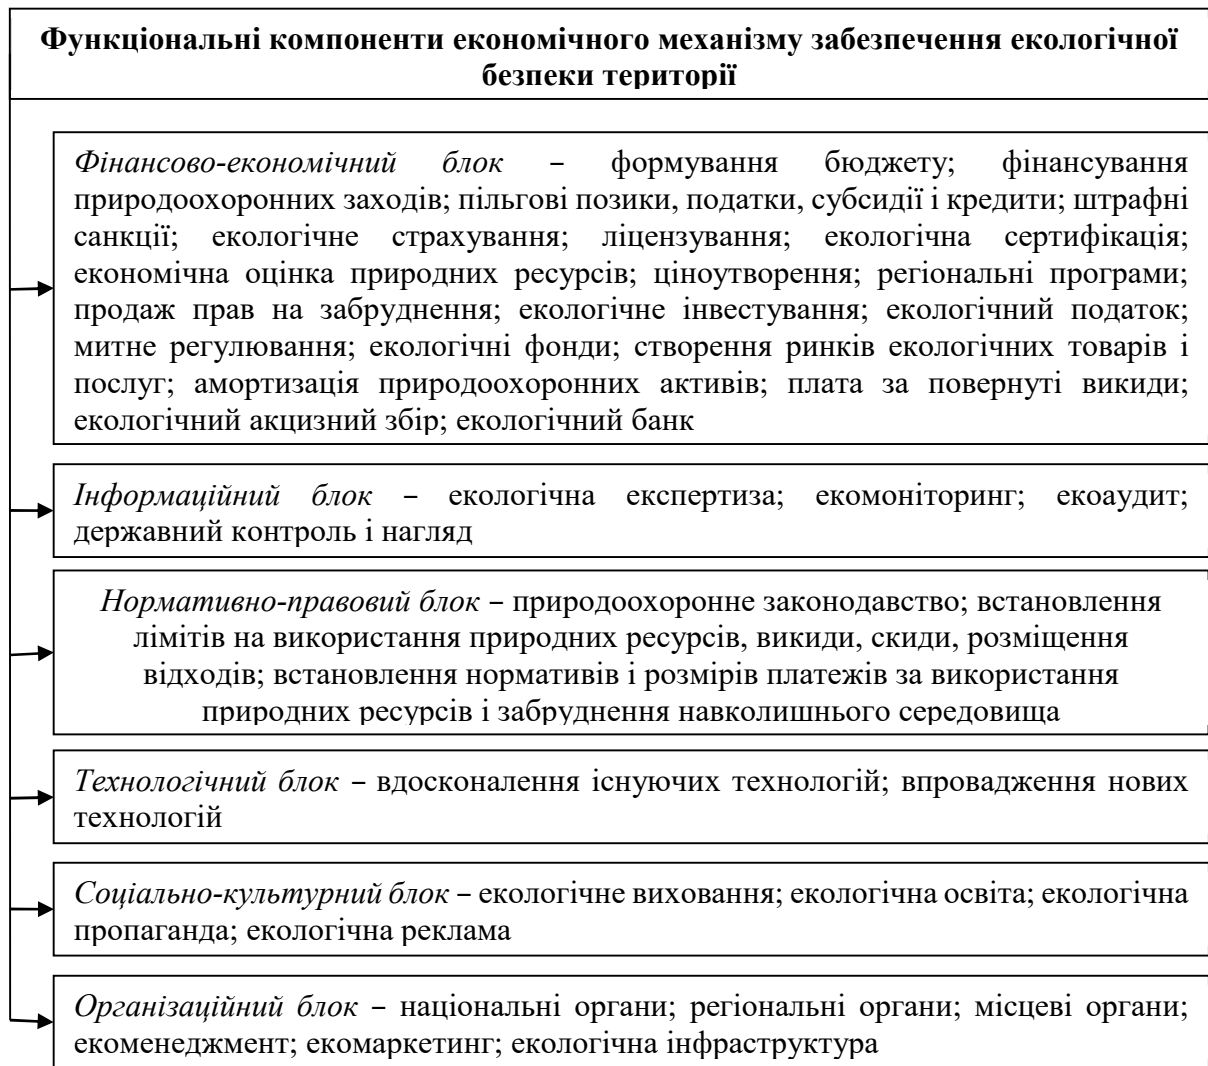 Функціональні компоненти економічного механізму забезпечення екологічної
безпеки території
Фінансово-економічний блок – формування бюджету; фінансування
природоохоронних заходів; пільгові позики, податки, субсидії і кредити; штрафні
санкції; екологічне страхування; ліцензування; екологічна сертифікація;
економічна оцінка природних ресурсів; ціноутворення; регіональні програми;
продаж прав на забруднення; екологічне інвестування; екологічний податок;
митне регулювання; екологічні фонди; створення ринків екологічних товарів і
послуг; амортизація природоохоронних активів; плата за повернуті викиди;
екологічний акцизний збір; екологічний банк
Інформаційний блок – екологічна експертиза; екомоніторинг; екоаудит;
державний контроль і нагляд
Нормативно-правовий блок – природоохоронне законодавство; встановлення
лімітів на використання природних ресурсів, викиди, скиди, розміщення
відходів; встановлення нормативів і розмірів платежів за використання
природних ресурсів і забруднення навколишнього середовища
Технологічний блок – вдосконалення існуючих технологій; впровадження нових
технологій
Соціально-культурний блок – екологічне виховання; екологічна освіта; екологічна
пропаганда; екологічна реклама
Організаційний блок – національні органи; регіональні органи; місцеві органи;
екоменеджмент; екомаркетинг; екологічна інфраструктура